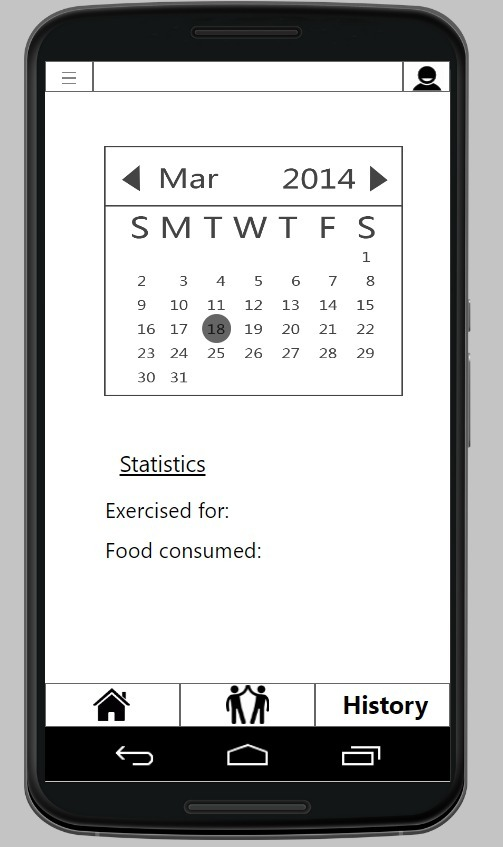 Mar 2014
S M T W T F S
1
2 3 4 5 6 7 8
9 10 11 12 13 14 15
16 17 18 19 20 21 22
23 24 25 26 27 28 29
30 31
Statistics
Exercised for:
Food consumed:
History